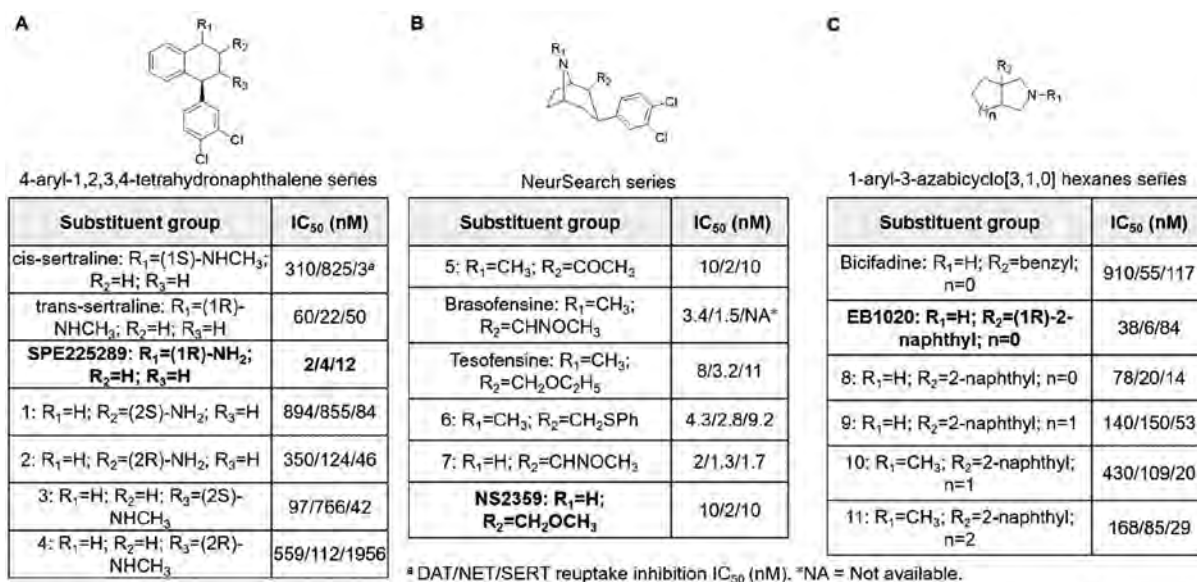 A
R1
R2
R3
Cl
Cl
4-aryl-1,2,3,4-tetrahydronaphthalene series
Substituent group IC50 (nM)
cis-sertraline: R1=(1S)-NHCH3;
R2=H; R3=H
310/825/3a
trans-sertraline: R1=(1R)-
NHCH3; R2=H; R3=H
60/22/50
SPE225289: R1=(1R)-NH2;
R2=H; R3=H
2/4/12
1: R1=H; R2=(2S)-NH2; R3=H 894/855/84
2: R1=H; R2=(2R)-NH2; R3=H 350/124/46
3: R1=H; R2=H; R3=(2S)-
NHCH3
97/766/42
4: R1=H; R2=H; R3=(2R)-
NHCH3
559/112/1956
B
R1
N
R2
Cl
Cl
NeurSearch series
Substituent group IC50 (nM)
5: R1=CH3; R2=COCH3 10/2/10
Brasofensine: R1=CH3;
R2=CHNOCH3
3.4/1.5/NA*
Tesofensine: R1=CH3;
R2=CH2OC2H5
8/3.2/11
6: R1=CH3; R2=CH2SPh 4.3/2.8/9.2
7: R1=H; R2=CHNOCH3 2/1.3/1.7
NS2359: R1=H;
R2=CH2OCH3
10/2/10
C
R2
N-R1
n
1-aryl-3-azabicyclo[3,1,0] hexanes series
Substituent group IC50 (nM)
Bicifadine: R1=H; R2=benzyl;
n=0
910/55/117
EB1020: R1=H; R2=(1R)-2-
naphthyl; n=0
38/6/84
8: R1=H; R2=2-naphthyl; n=0 78/20/14
9: R1=H; R2=2-naphthyl; n=1 140/150/53
10: R1=CH3; R2=2-naphthyl;
n=1
430/109/20
11: R1=CH3; R2=2-naphthyl;
n=2
168/85/29
a DAT/NET/SERT reuptake inhibition IC50 (nM). *NA = Not available.